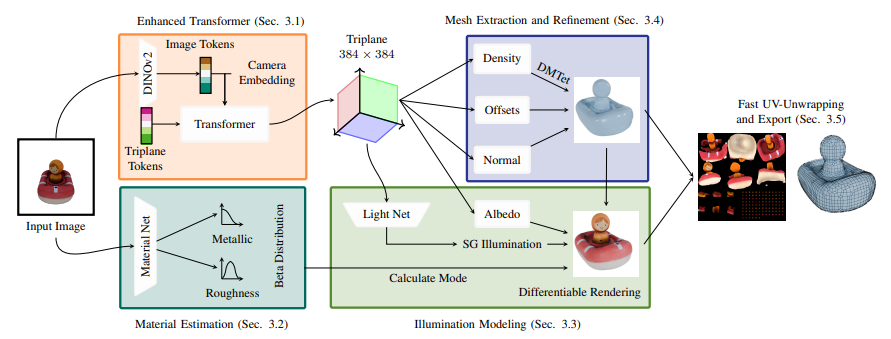 Enhanced Transformer (Sec. 3.1)
Image Tokens
DINOv2
Camera
Embedding
Transformer
Triplane
Tokens
Input Image
Triplane
384 × 384
Mesh Extraction and Refinement (Sec. 3.4)
Density
DMTet
Offsets
Normal
Fast UV-Unwrapping
and Export (Sec. 3.5)
Material Net
Metallic
Roughness
Beta Distribution
Material Estimation (Sec. 3.2)
Light Net
Albedo
SG Illumination
Calculate Mode
Differentiable Rendering
Illumination Modeling (Sec. 3.3)